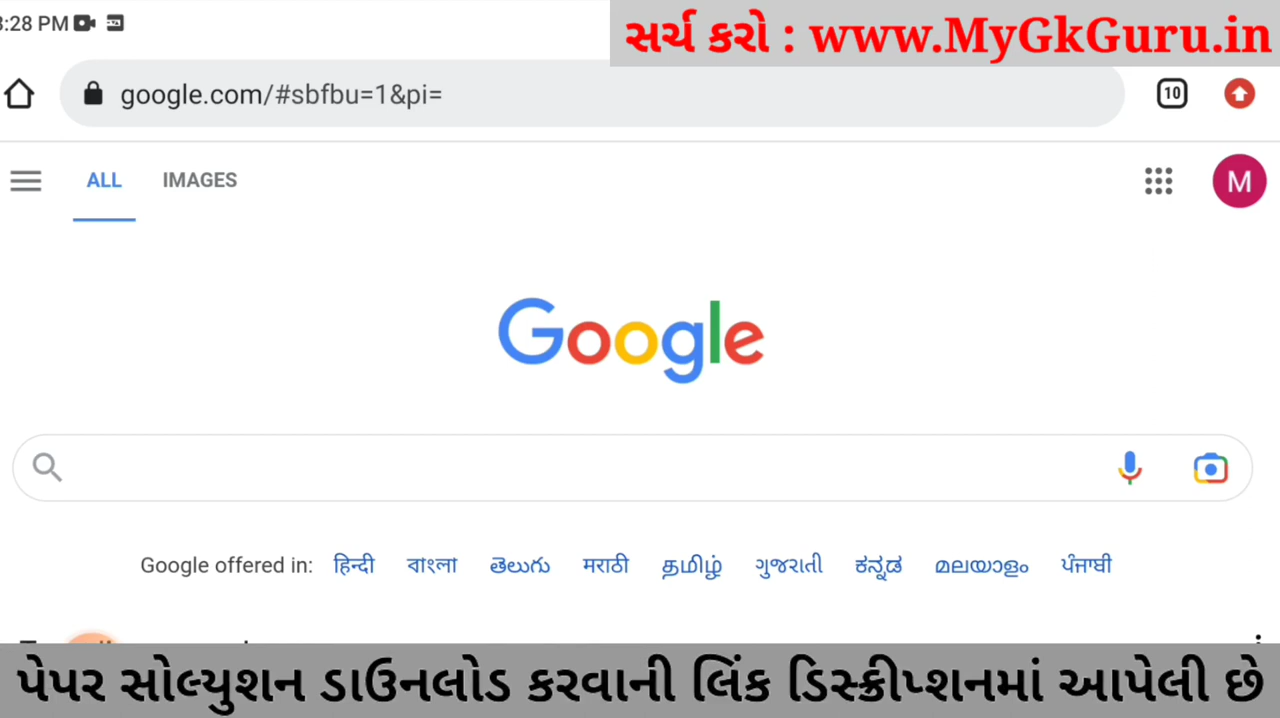 3:28 PM
સર્ચ કરો : www.MyGkGuru.in
google.com/#sbfbu=1&pi=
10
ALL IMAGES
M
Google
Google offered in: हिन्दी বাংলা తెలుగు मराठी தமிழ் ગુજરાતી ಕನ್ನಡ മലയാളം ਪੰਜਾਬੀ
પેપર સોલ્યુશન ડાઉનલોડ કરવાની લિંક ડિસ્ક્રીપ્શનમાં આપેલી છે